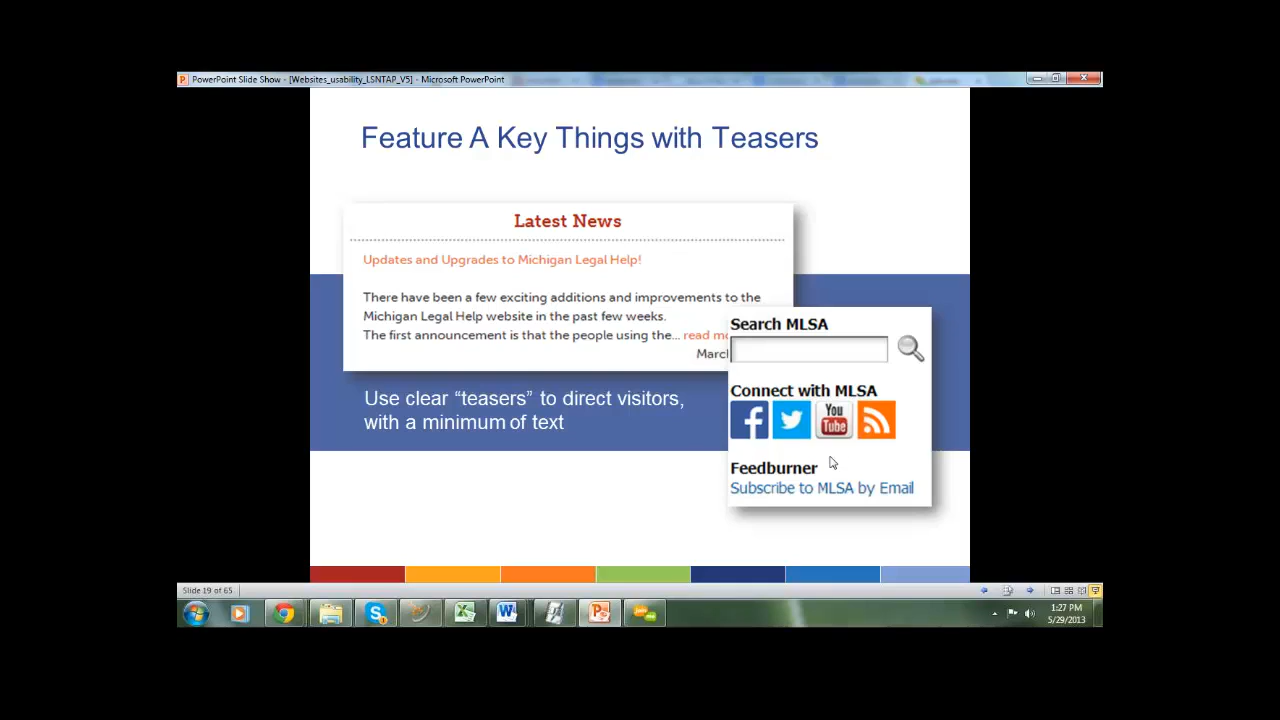 PowerPoint Slide Show - [Websites_usability_LSNTAP_V5] - Microsoft PowerPoint
Feature A Key Things with Teasers
Latest News
Updates and Upgrades to Michigan Legal Help!
There have been a few exciting additions and improvements to the
Michigan Legal Help website in the past few weeks.
The first announcement is that the people using the... read mo
March
Search MLSA
Connect with MLSA
You
Tube
Feedburner
Subscribe to MLSA by Email
Use clear “teasers” to direct visitors,
with a minimum of text
Slide 19 of 65
1:27 PM
5/29/2013